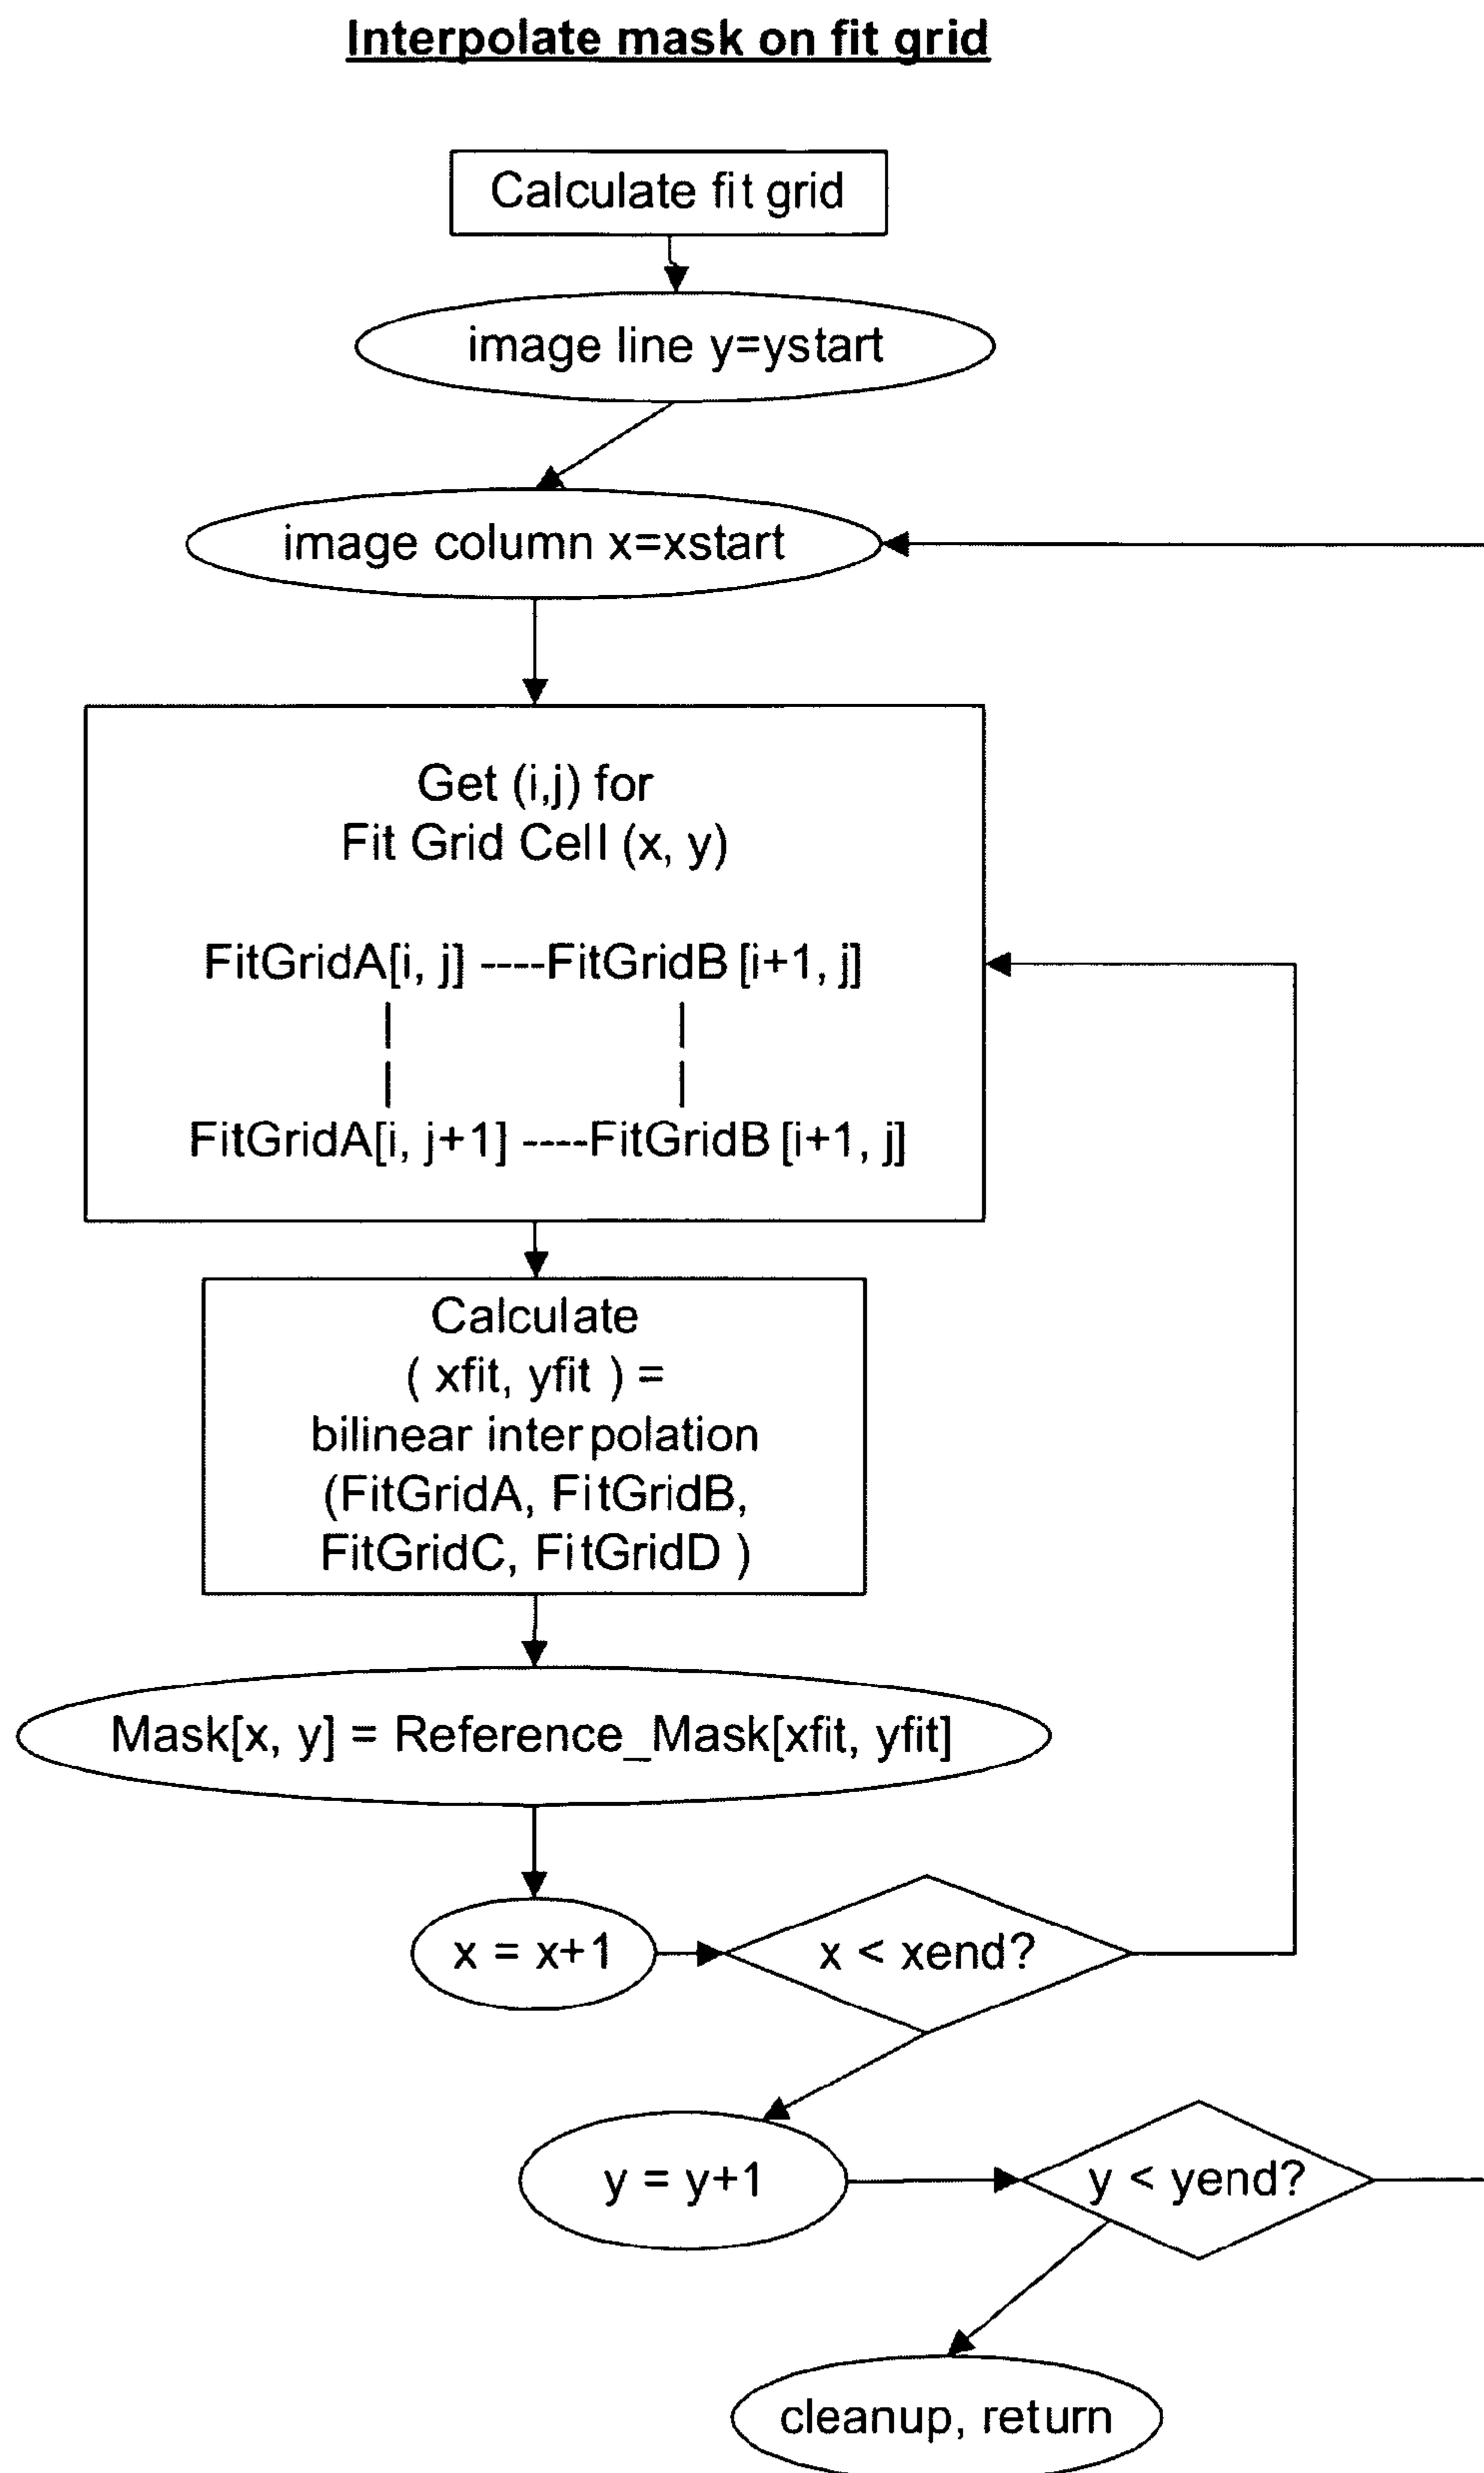 Interpolate mask on fit grid
Calculate fit grid
image line y=ystart
image column x=xstart
Get (i,j) for
Fit Grid Cell (x, y)
FitGridA[i, j] ----FitGridB [i+1, j]
| |
| |
FitGridA[i, j+1] ----FitGridB [i+1, j]
Calculate
( xfit, yfit ) =
bilinear interpolation
(FitGridA, FitGridB,
FitGridC, FitGridD )
Mask[x, y] = Reference_Mask[xfit, yfit]
x = x+1
x < xend?
y = y+1
y < yend?
cleanup, return